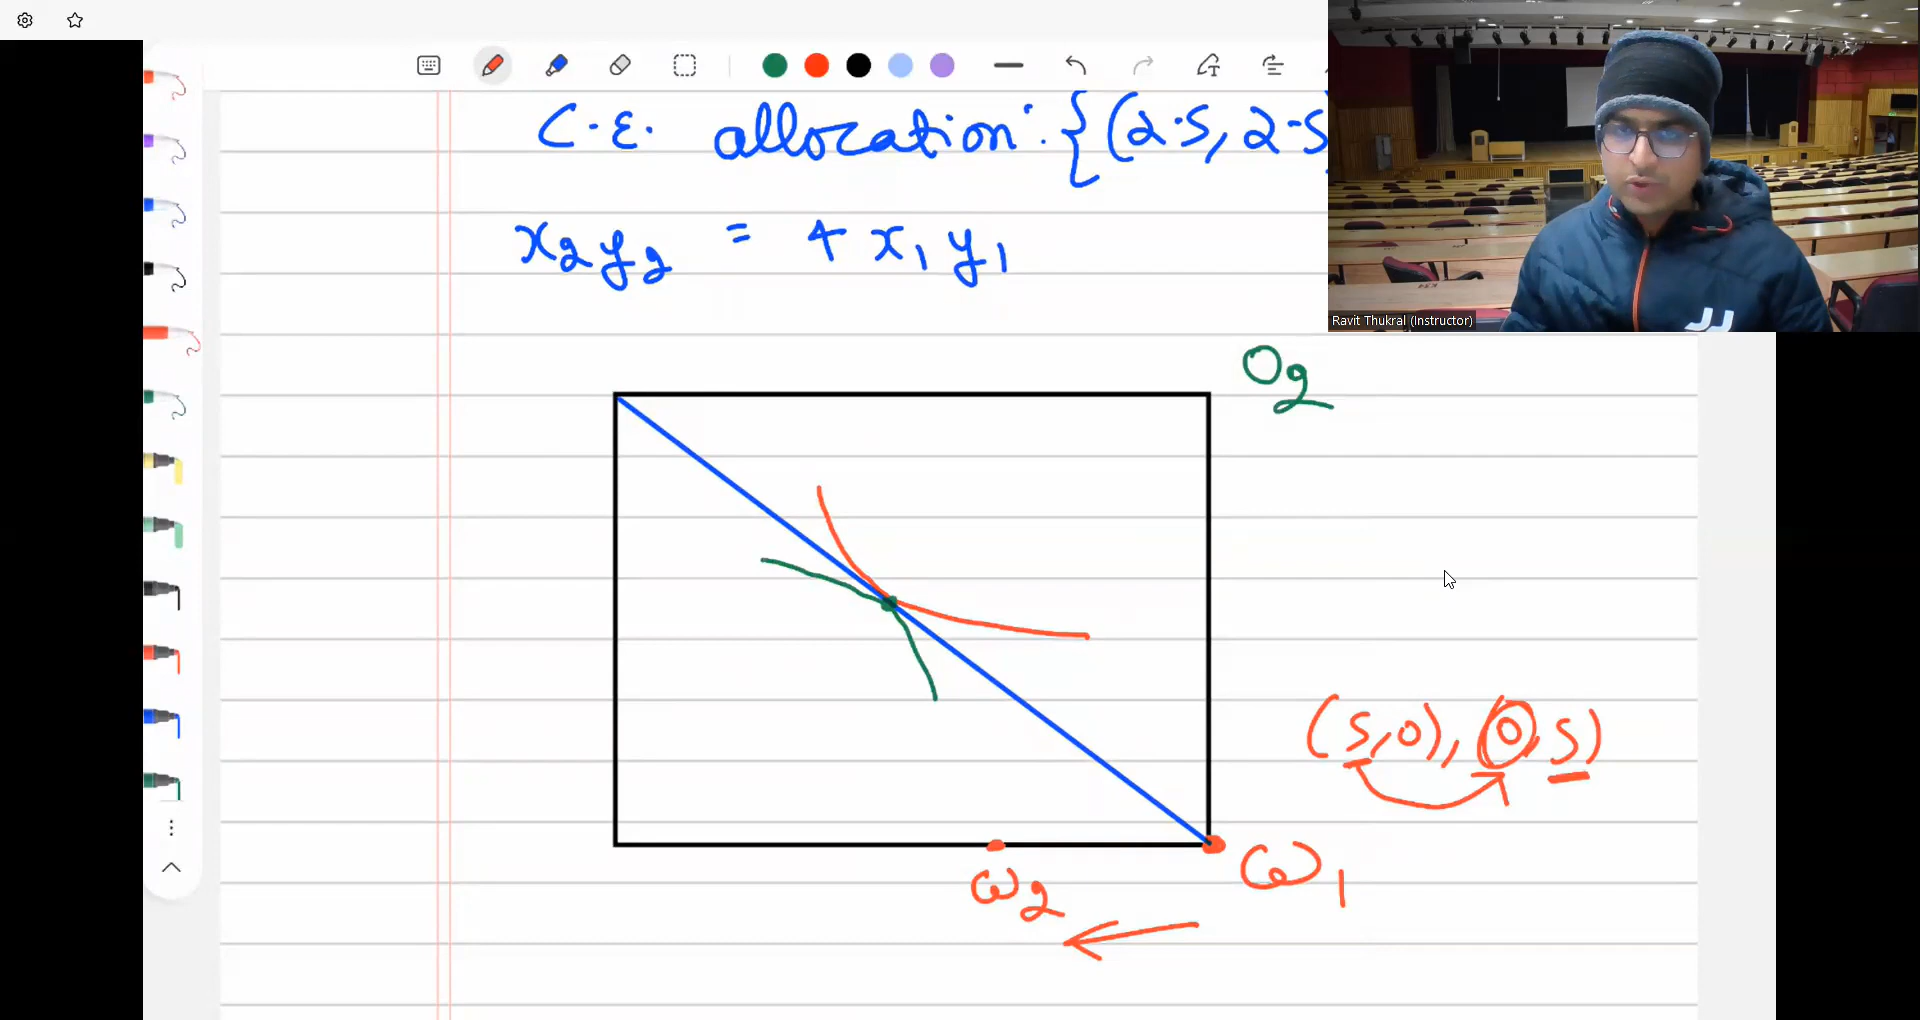 C.E. allocation: {(2.5, 2.5
x₂y₂ = 4 x₁y₁
Ravit Thukral (Instructor)
O₂
(5,0), (0,5)
ω₂
ω₁